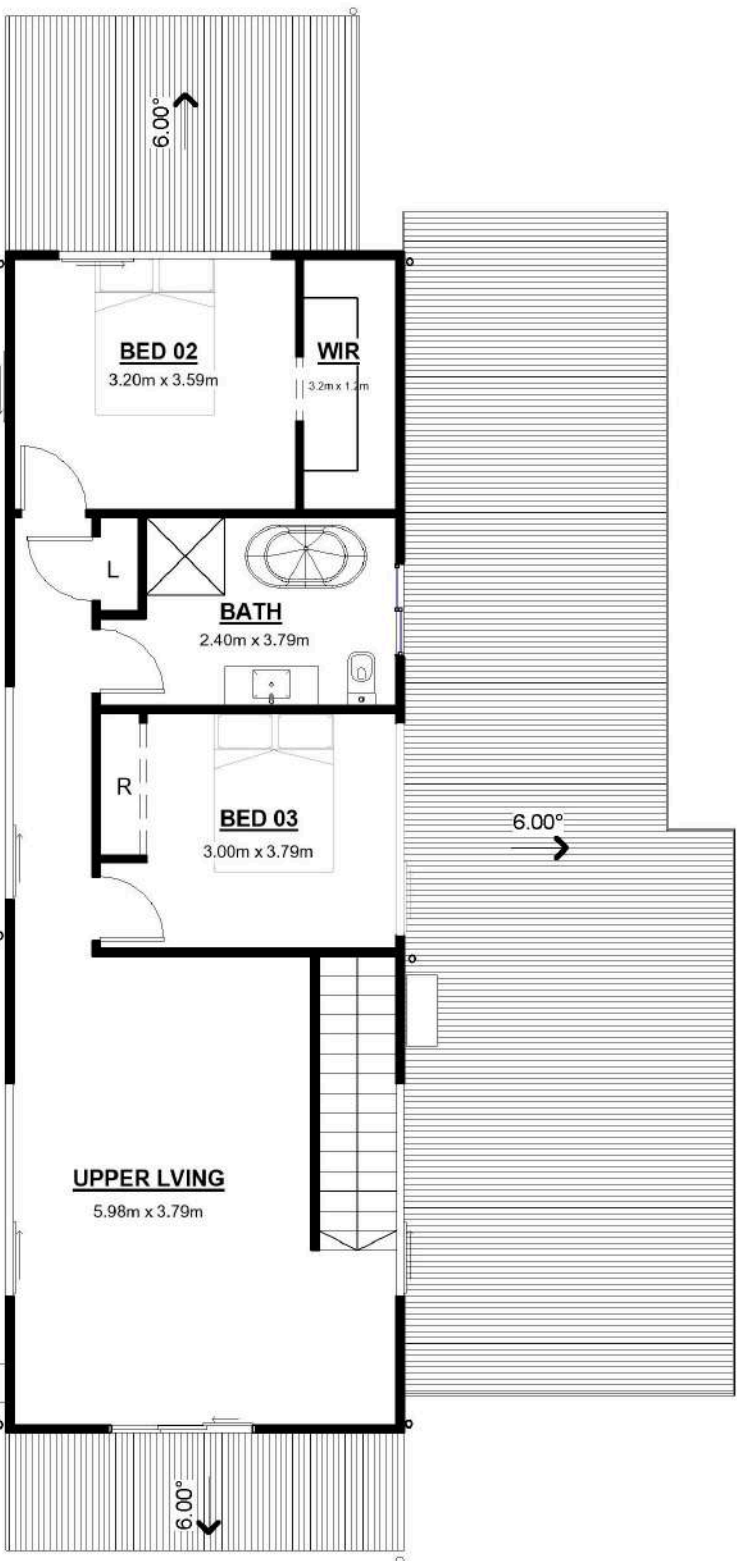 6.00°
BED 02
3.20m x 3.59m
WIR
3.2m x 1.2m
L
BATH
2.40m x 3.79m
R
BED 03
3.00m x 3.79m
6.00°
UPPER LVING
5.98m x 3.79m
6.00°